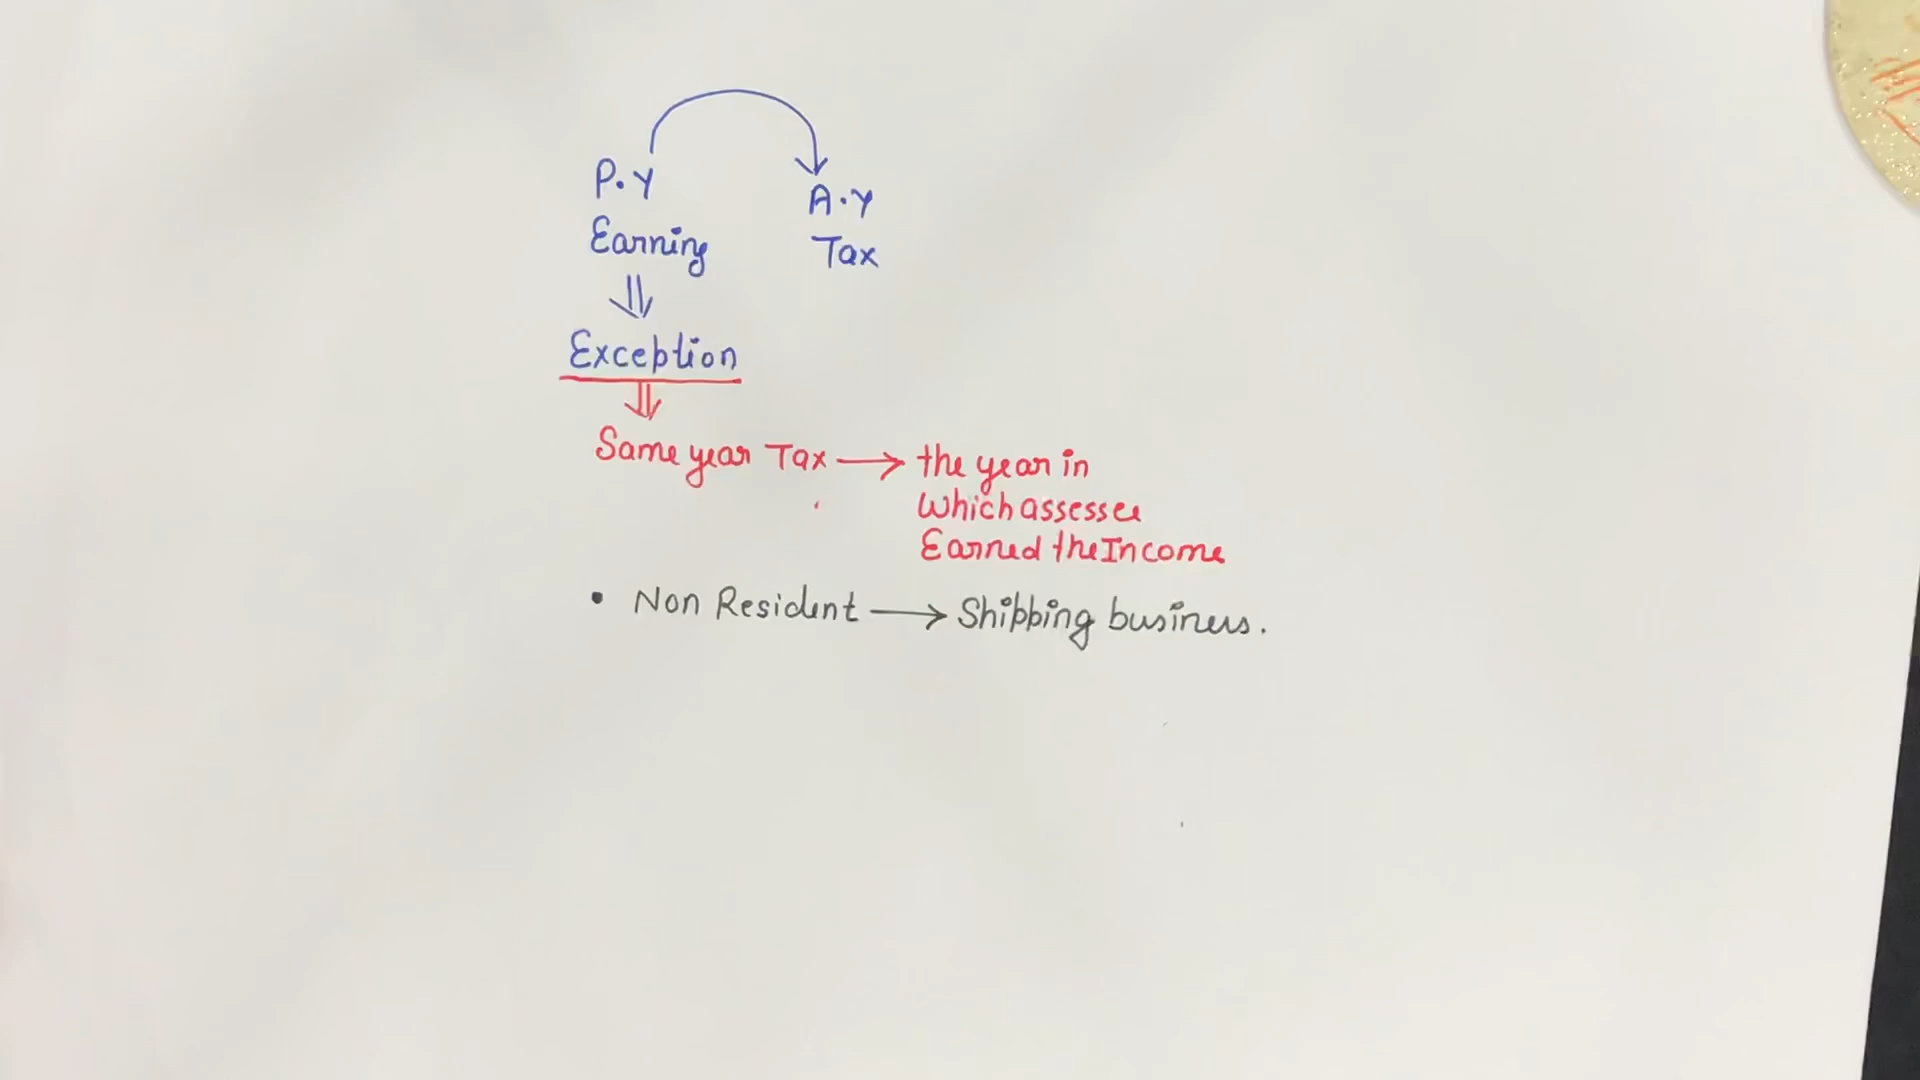 P.Y A.Y
Earning Tax
Exception
Same year Tax → the year in
which assessee
Earned the Income
• Non Resident → Shipping business.